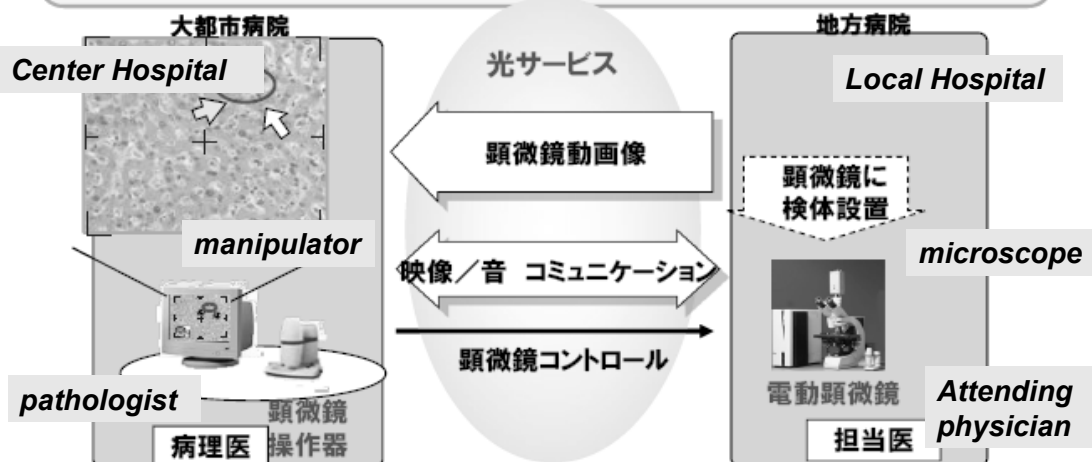 大都市病院
Center Hospital
manipulator
pathologist
顕微鏡
操作器
病理医
光サービス
顕微鏡動画像
映像／音 コミュニケーション
顕微鏡コントロール
地方病院
Local Hospital
顕微鏡に
検体設置
microscope
電動顕微鏡
Attending
physician
担当医